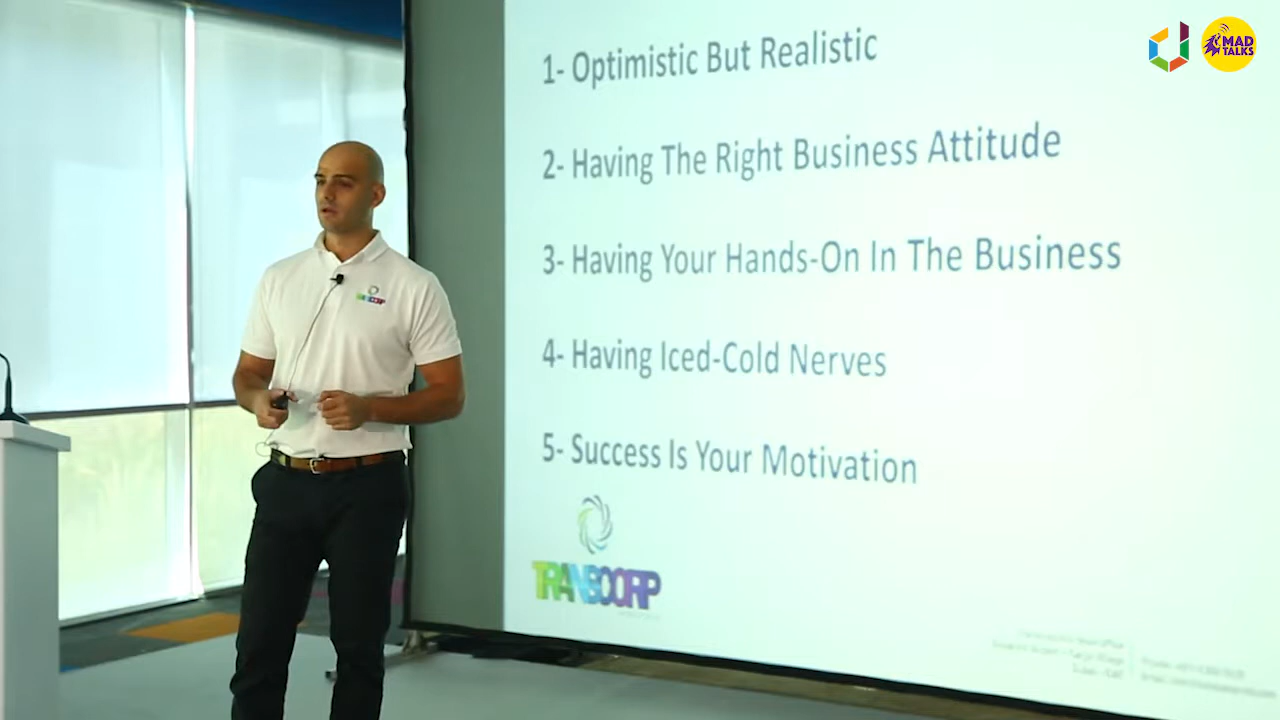 MAD
TALKS
1- Optimistic But Realistic
2- Having The Right Business Attitude
3- Having Your Hands-On In The Business
4- Having Iced-Cold Nerves
5- Success Is Your Motivation
TRANSCORP